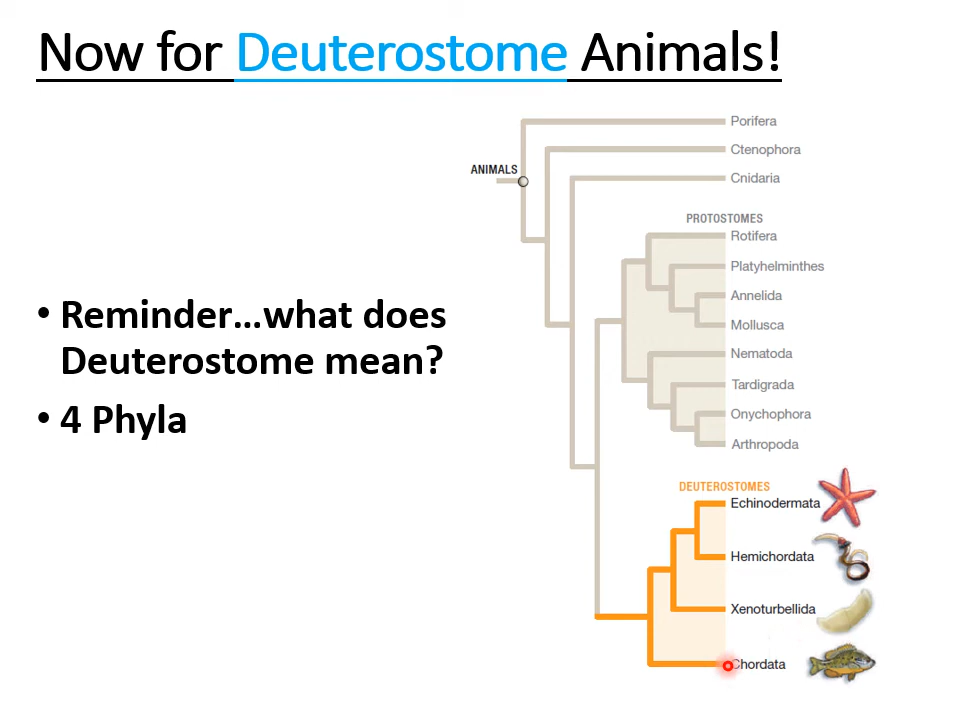 Now for Deuterostome Animals!
• Reminder…what does
Deuterostome mean?
• 4 Phyla
ANIMALS
Porifera
Ctenophora
Cnidaria
PROTOSTOMES
Rotifera
Platyhelminthes
Annelida
Mollusca
Nematoda
Tardigrada
Onychophora
Arthropoda
DEUTEROSTOMES
Echinodermata
Hemichordata
Xenoturbellida
Chordata